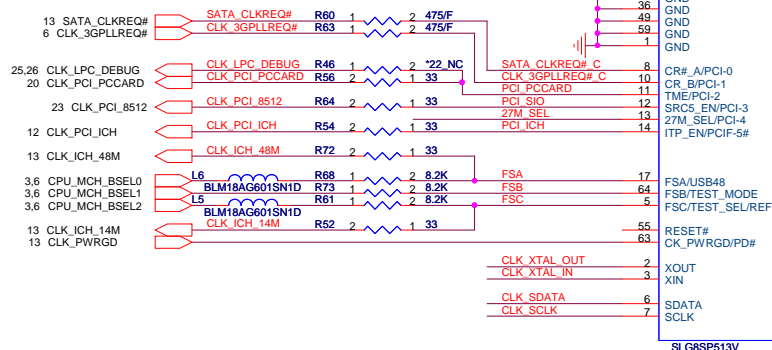 36 GND
49 GND
59 GND
1 GND
13 SATA_CLKREQ# SATA_CLKREQ# R60 1 2 475/F
6 CLK_3GPLLREQ# CLK_3GPLLREQ# R63 1 2 475/F
25,26 CLK_LPC_DEBUG CLK_LPC_DEBUG R46 1 2 *22_NC SATA_CLKREQ#_C 8 CR#_A/PCI-0
20 CLK_PCI_PCCARD CLK_PCI_PCCARD R56 2 1 33 CLK_3GPLLREQ#_C 10 CR_B/PCI-1
PCI_PCCARD 11 TME/PCI-2
23 CLK_PCI_8512 CLK_PCI_8512 R64 2 1 33 PCI_SIO 12 SRC5_EN/PCI-3
27M_SEL 13 27M_SEL/PCI-4
12 CLK_PCI_ICH CLK_PCI_ICH R54 2 1 33 PCI_ICH 14 ITP_EN/PCIF-5#
13 CLK_ICH_48M CLK_ICH_48M R72 2 1 33
3,6 CPU_MCH_BSEL0 L6 R68 1 2 8.2K FSA 17 FSA/USB48
BLM18AG601SN1D
3,6 CPU_MCH_BSEL1 R73 1 2 8.2K FSB 64 FSB/TEST_MODE
3,6 CPU_MCH_BSEL2 L5 R61 1 2 8.2K FSC 5 FSC/TEST_SEL/REF
BLM18AG601SN1D
13 CLK_ICH_14M CLK_ICH_14M R52 2 1 33 55 RESET#
13 CLK_PWRGD 63 CK_PWRGD/PD#
CLK_XTAL_OUT 2 XOUT
CLK_XTAL_IN 3 XIN
CLK_SDATA 6 SDATA
CLK_SCLK 7 SCLK
SLG8SP513V